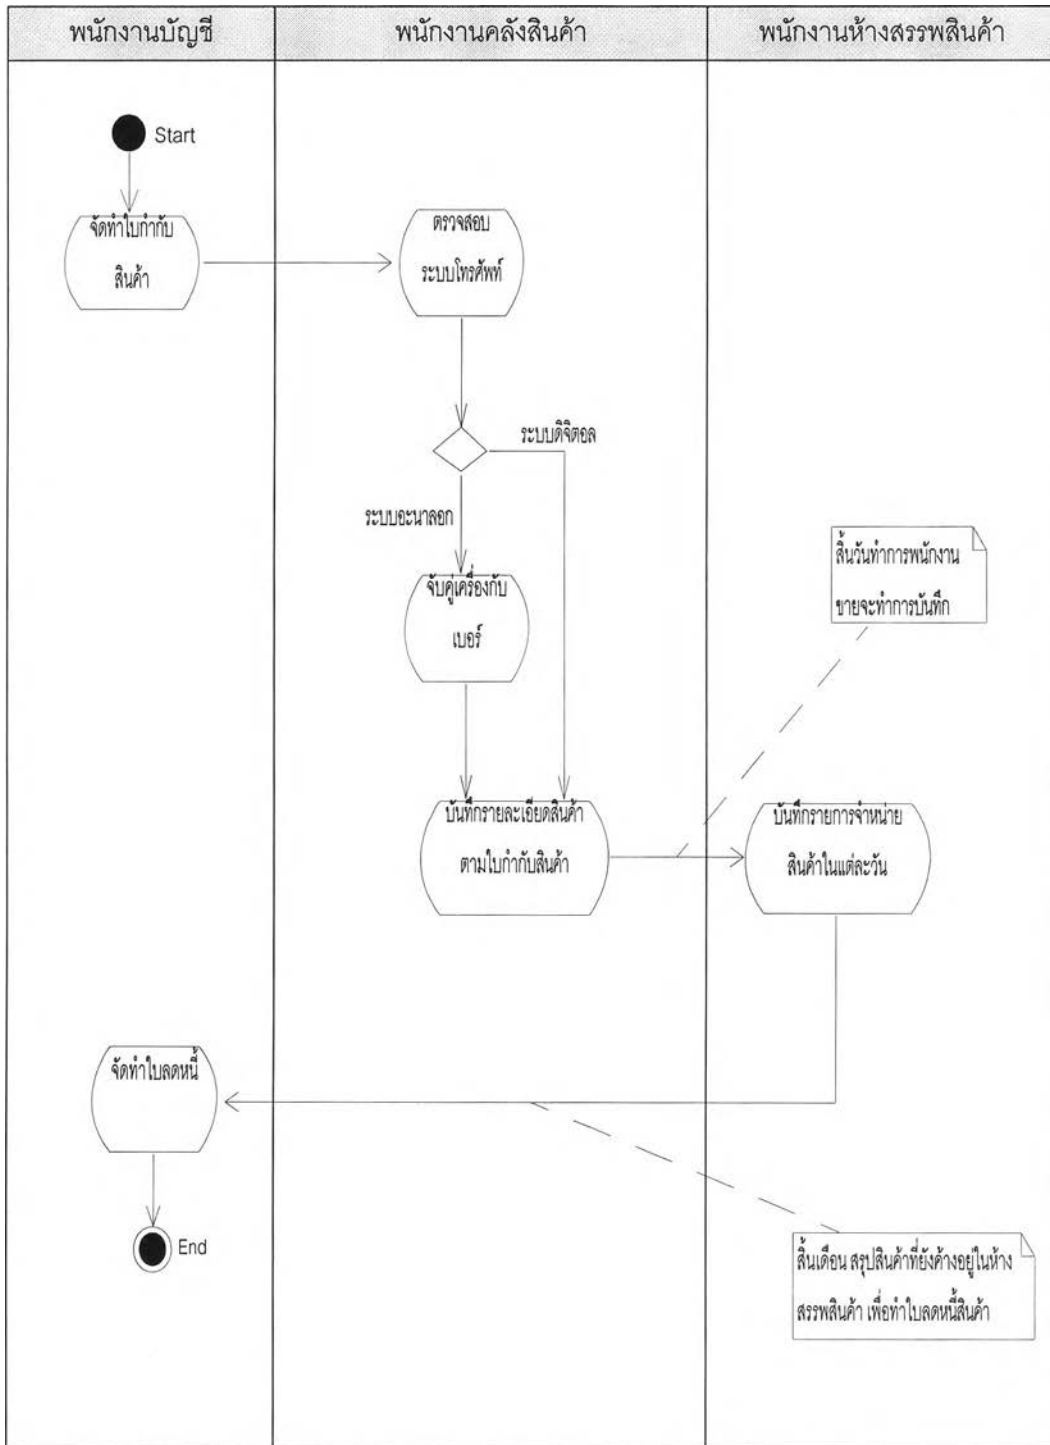 พนักงานบัญชี
พนักงานคลังสินค้า
พนักงานห้างสรรพสินค้า
Start
จัดทำใบกำกับ
สินค้า
ตรวจสอบ
ระบบโทรศัพท์
ระบบดิจิตอล
ระบบอะนาลอก
จับคู่เครื่องกับ
เบอร์
สิ้นวันทำการพนักงาน
ขายจะทำการบันทึก
บันทึกรายละเอียดสินค้า
ตามใบกำกับสินค้า
บันทึกรายการจำหน่าย
สินค้าในแต่ละวัน
จัดทำใบลดหนี้
End
สิ้นเดือน สรุปสินค้าที่ยังค้างอยู่ในห้าง
สรรพสินค้า เพื่อทำใบลดหนี้สินค้า